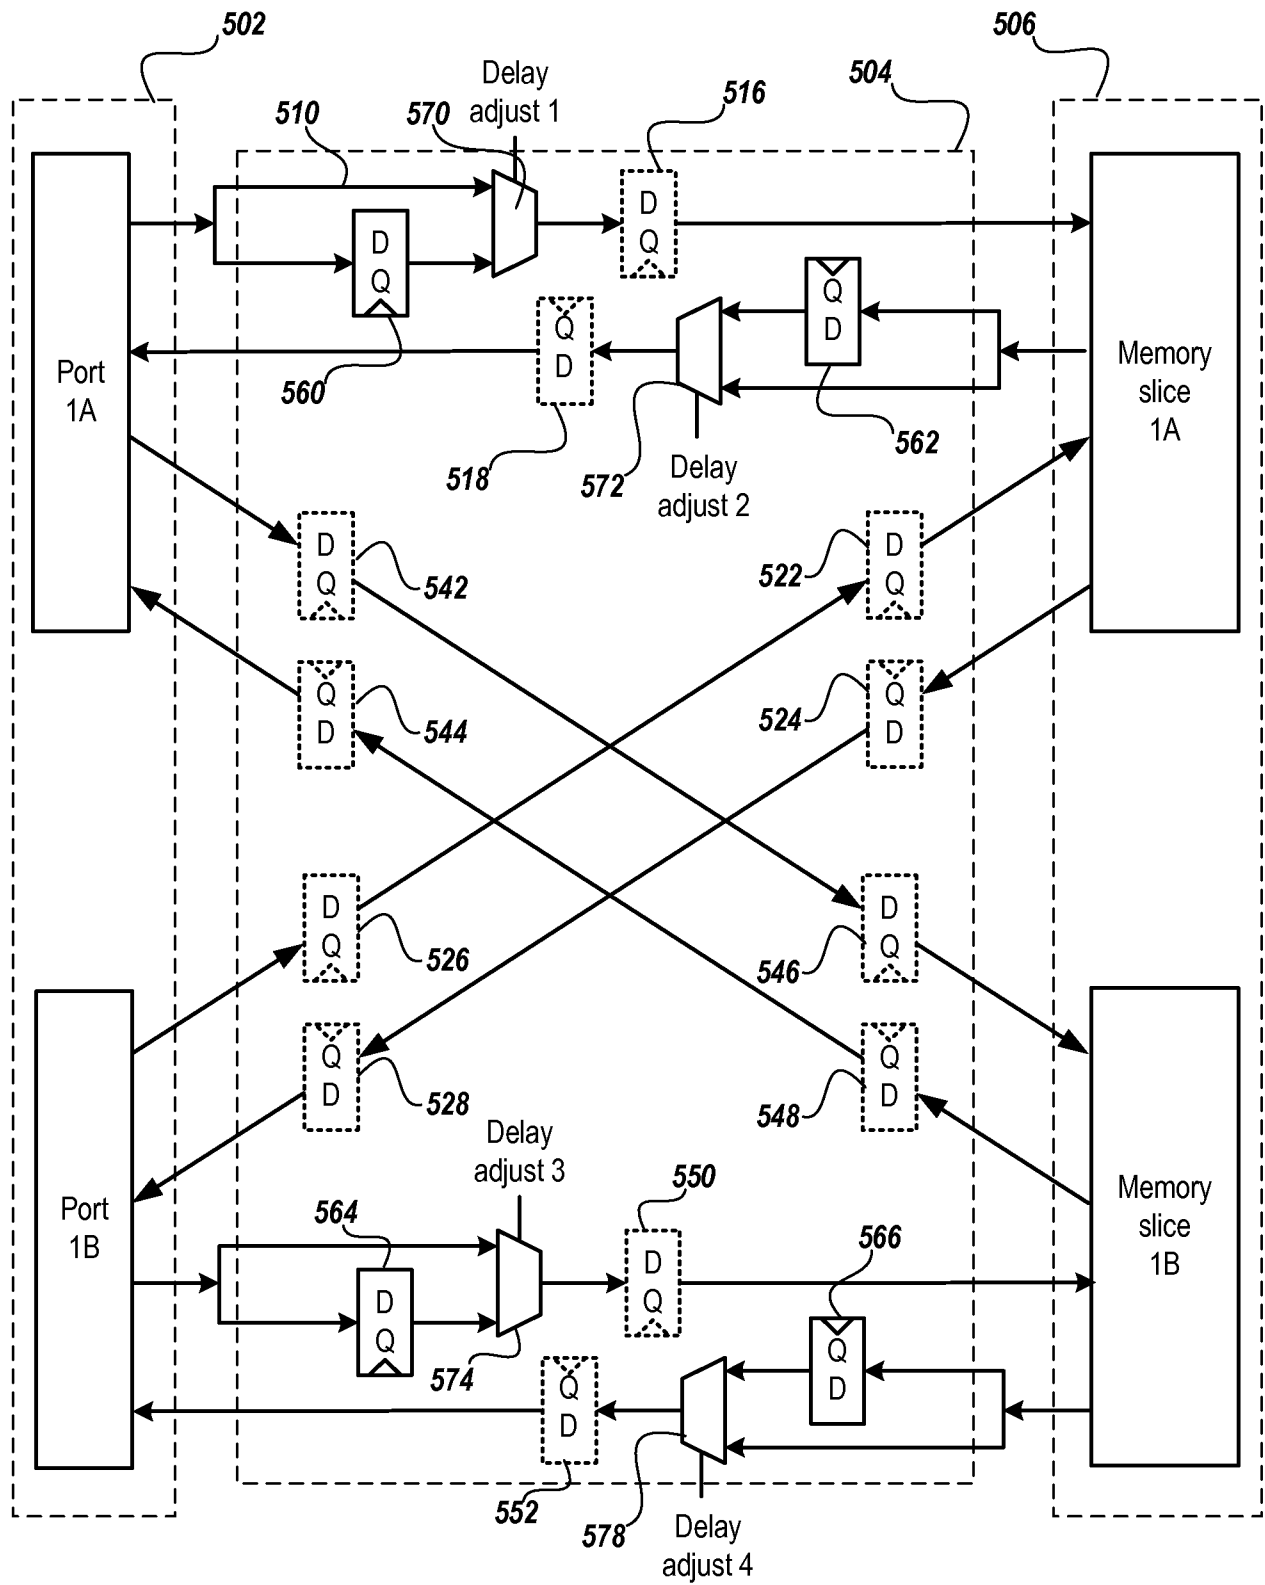 502
506
Delay
adjust 1
504
510
570
516
D
Q
D
Q
Q
D
Q
D
Port
1A
Memory
slice
1A
560
518
572
562
Delay
adjust 2
D
Q
542
522
D
Q
Q
D
544
524
Q
D
D
Q
526
546
D
Q
Q
D
528
548
Q
D
Delay
adjust 3
550
564
566
Port
1B
Memory
slice
1B
D
Q
D
Q
Q
D
574
Q
D
552
578
Delay
adjust 4